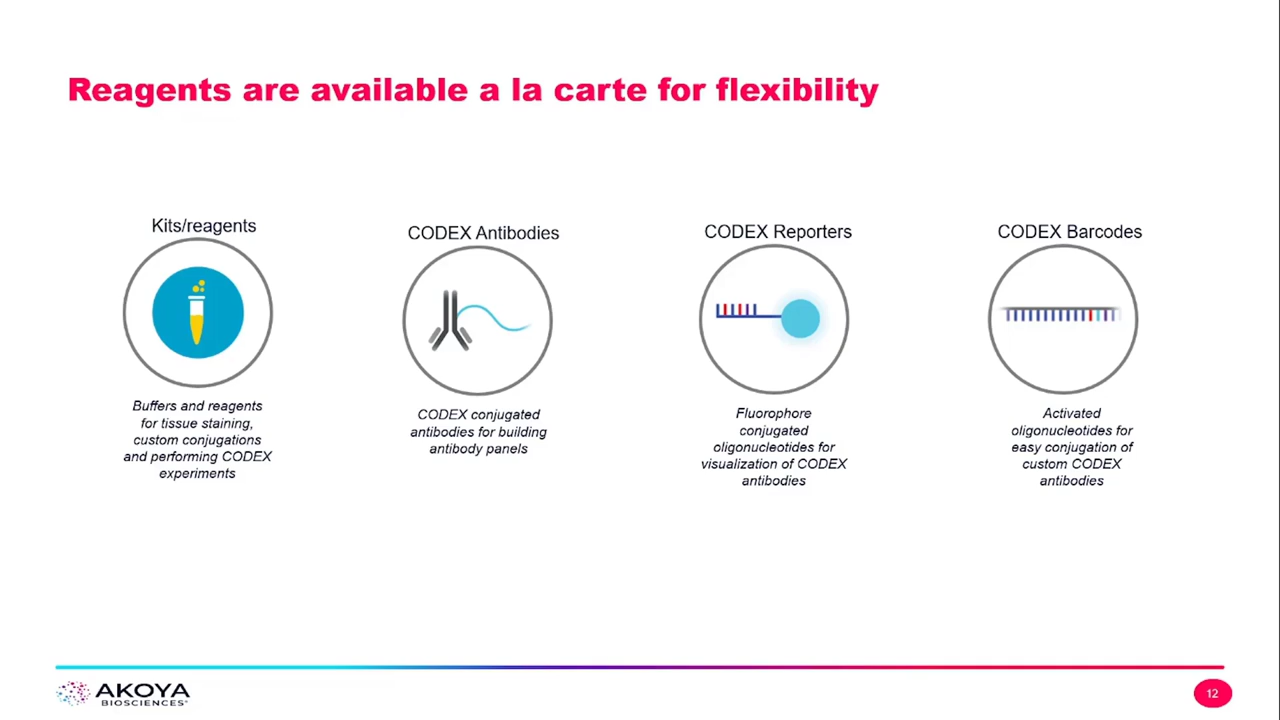 Reagents are available a la carte for flexibility
Kits/reagents
Buffers and reagents
for tissue staining,
custom conjugations
and performing CODEX
experiments
CODEX Antibodies
CODEX conjugated
antibodies for building
antibody panels
CODEX Reporters
Fluorophore
conjugated
oligonucleotides for
visualization of CODEX
antibodies
CODEX Barcodes
Activated
oligonucleotides for
easy conjugation of
custom CODEX
antibodies
AKOYA
BIOSCIENCES
12